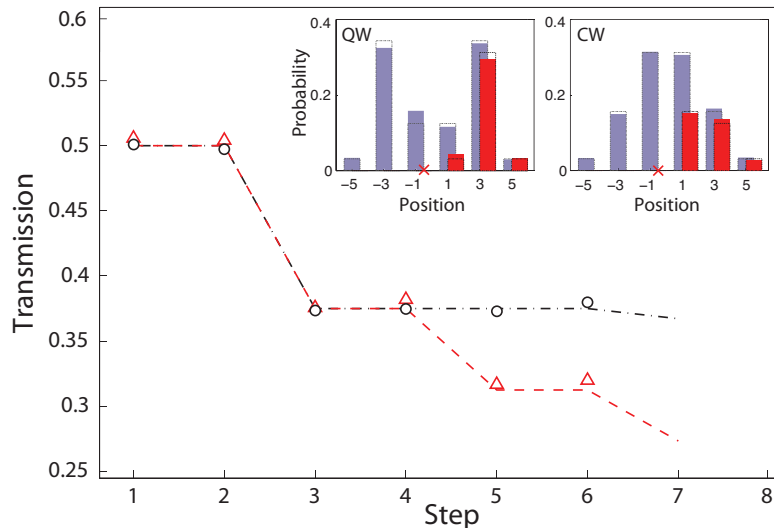 0.6
0.55
0.5
0.45
0.4
0.35
0.3
0.25
Transmission
1 2 3 4 5 6 7 8
Step
QW
0.4
0.2
0
Probability
−5 −3 −1 1 3 5
Position
CW
0.4
0.2
0
−5 −3 −1 1 3 5
Position